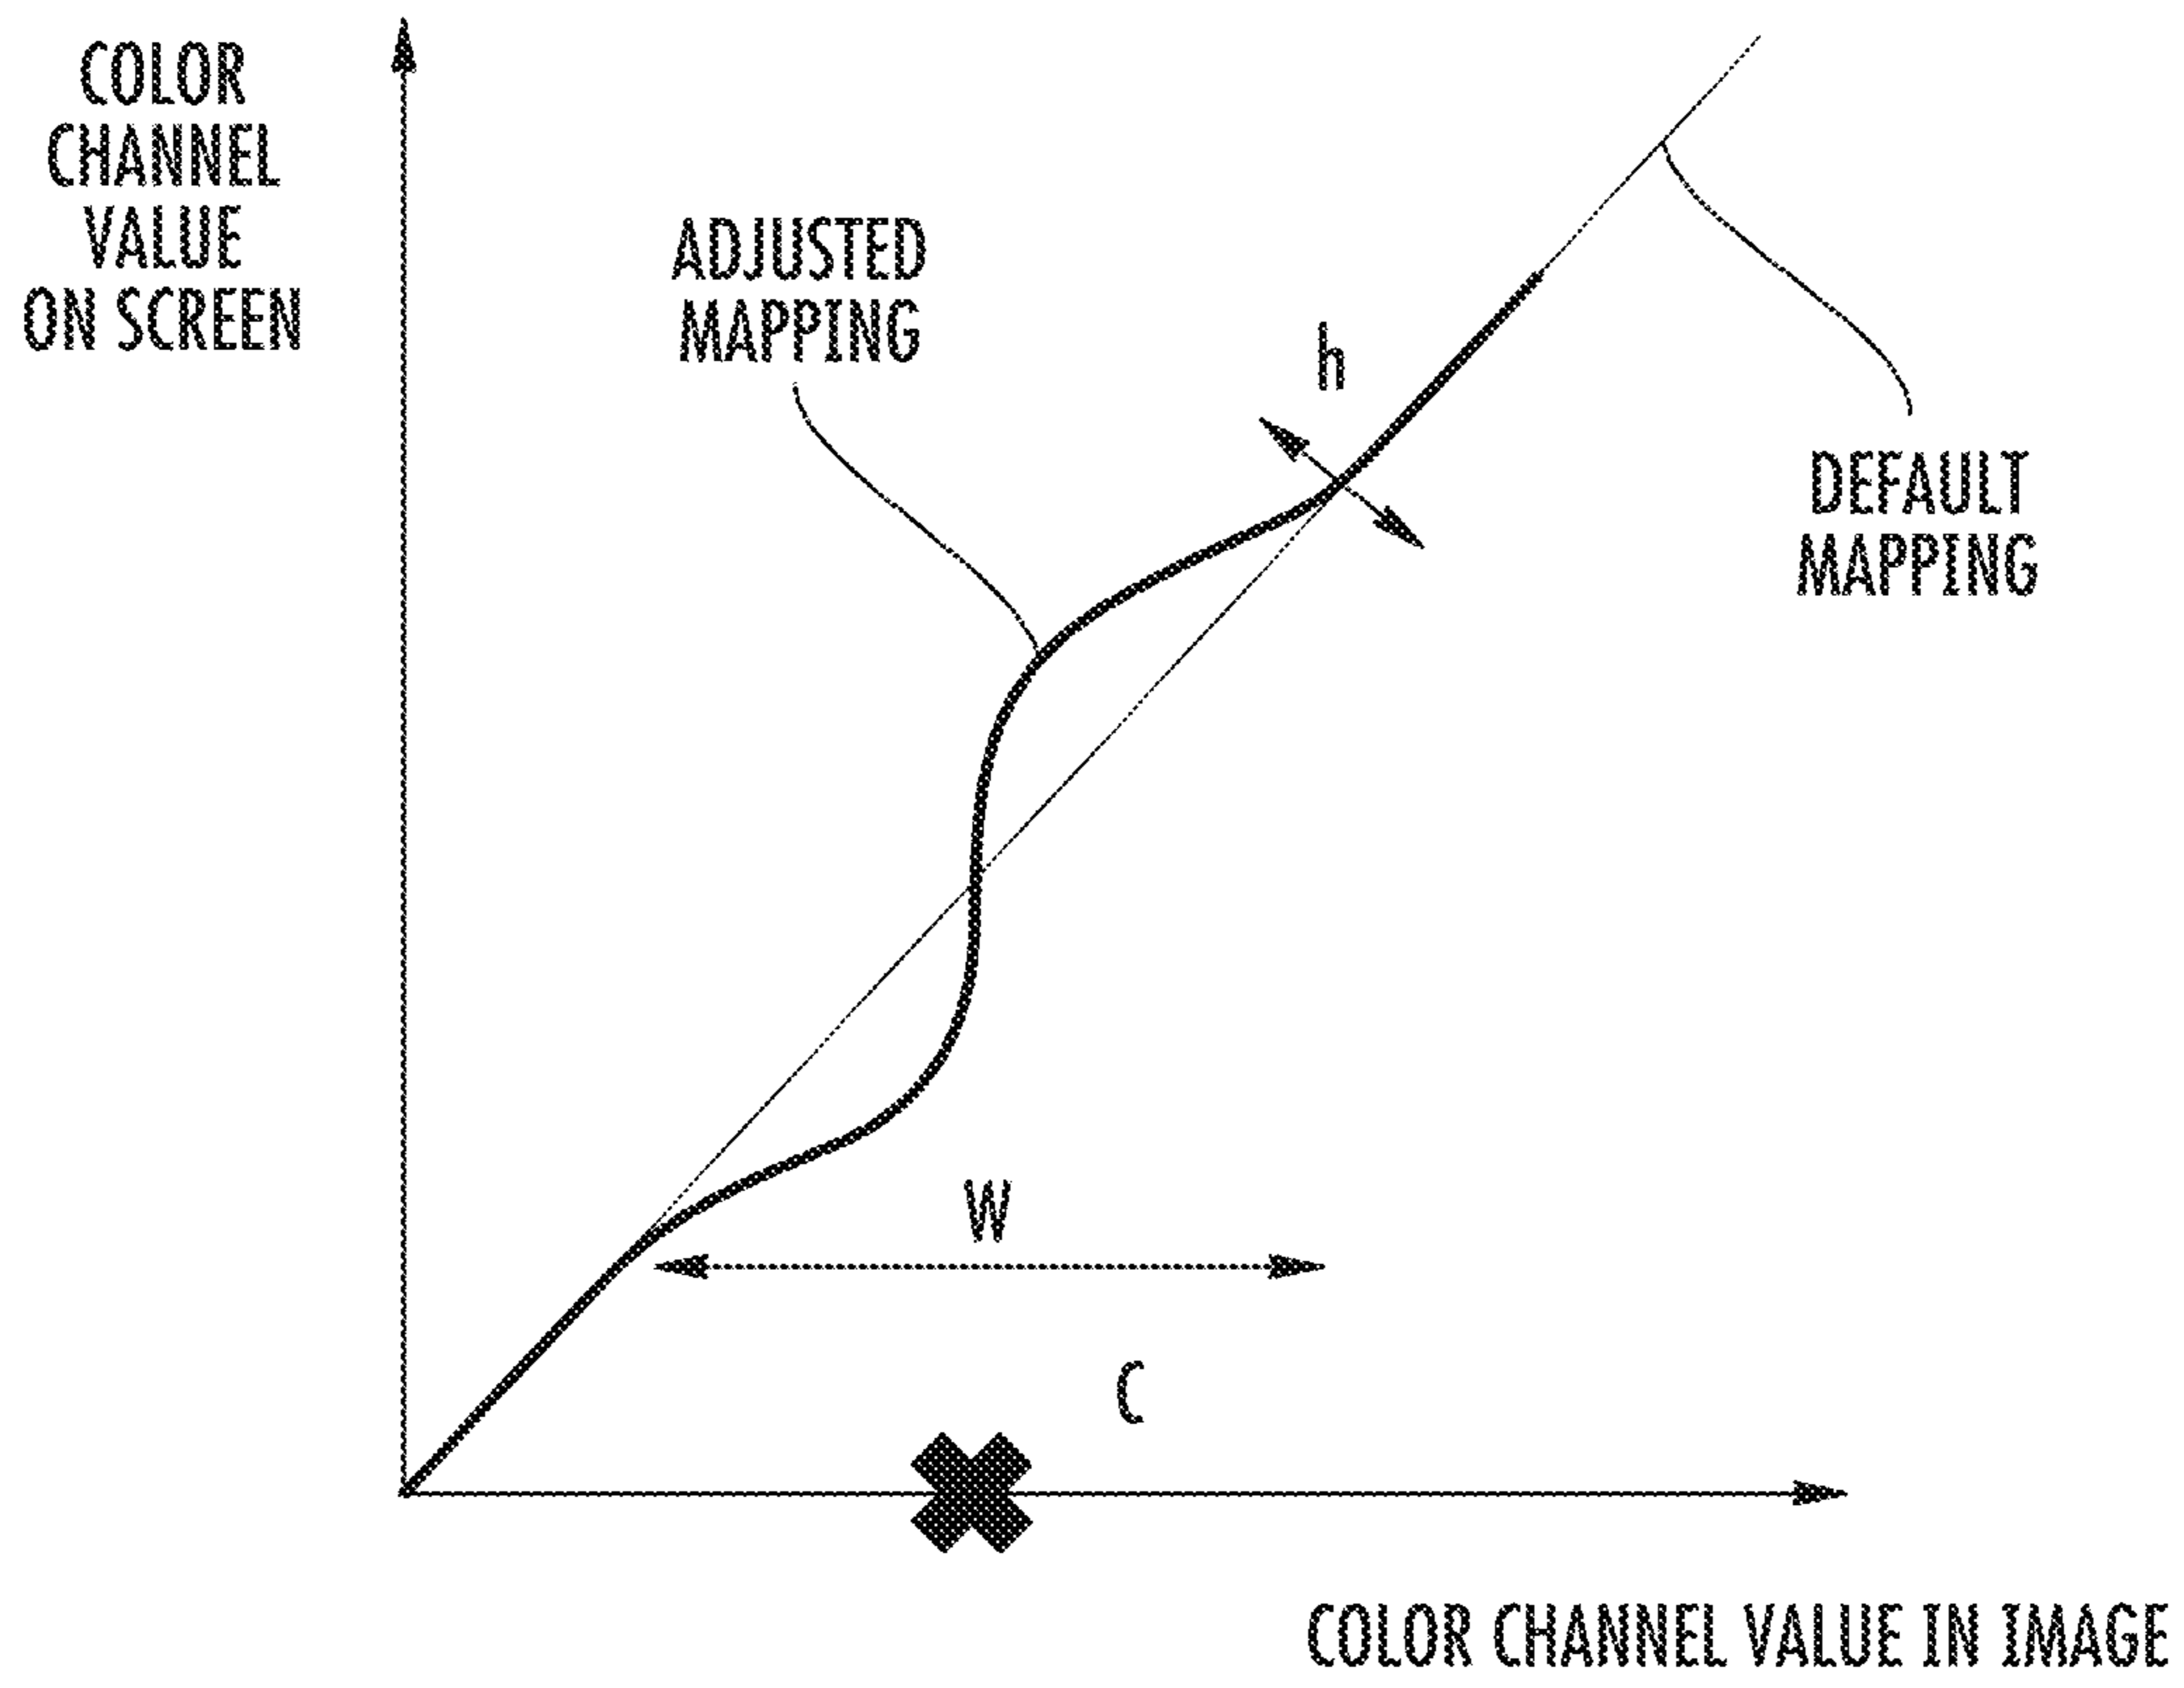 COLOR
CHANNEL
VALUE
ON SCREEN
ADJUSTED
MAPPING
h
DEFAULT
MAPPING
W
C
COLOR CHANNEL VALUE IN IMAGE